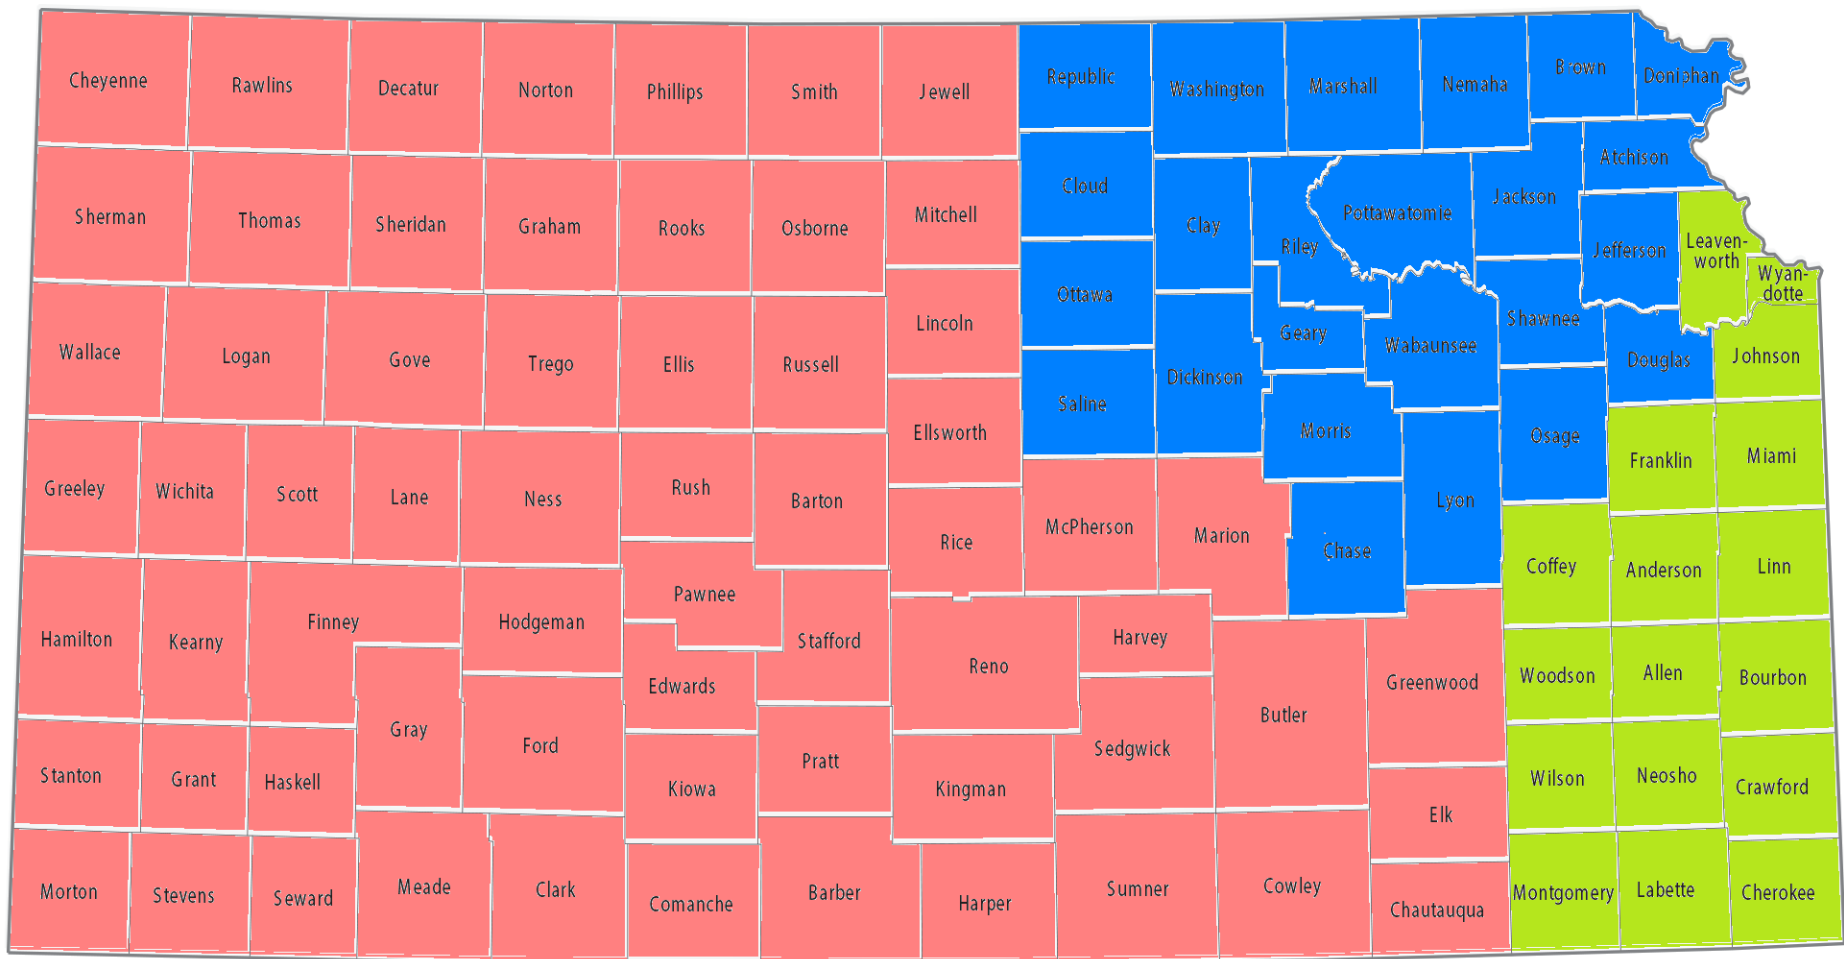 Cheyenne
Rawlins
Decatur
Norton
Phillips
Smith
Jewell
Republic
Washington
Marshall
Nemaha
Brown
Doniphan
Sherman
Thomas
Sheridan
Graham
Rooks
Osborne
Mitchell
Cloud
Clay
Riley
Pottawatomie
Jackson
Atchison
Jefferson
Leaven-
worth
Wyan-
dotte
Wallace
Logan
Gove
Trego
Ellis
Russell
Lincoln
Ottawa
Geary
Wabaunsee
Shawnee
Douglas
Johnson
Ellsworth
Saline
Dickinson
Morris
Osage
Franklin
Miami
Greeley
Wichita
Scott
Lane
Ness
Rush
Barton
Rice
McPherson
Marion
Chase
Lyon
Coffey
Anderson
Linn
Hamilton
Kearny
Finney
Hodgeman
Pawnee
Stafford
Edwards
Reno
Harvey
Butler
Greenwood
Woodson
Allen
Bourbon
Stanton
Grant
Haskell
Gray
Ford
Kiowa
Pratt
Kingman
Sedgwick
Elk
Wilson
Neosho
Crawford
Morton
Stevens
Seward
Meade
Clark
Comanche
Barber
Harper
Sumner
Cowley
Chautauqua
Montgomery
Labette
Cherokee